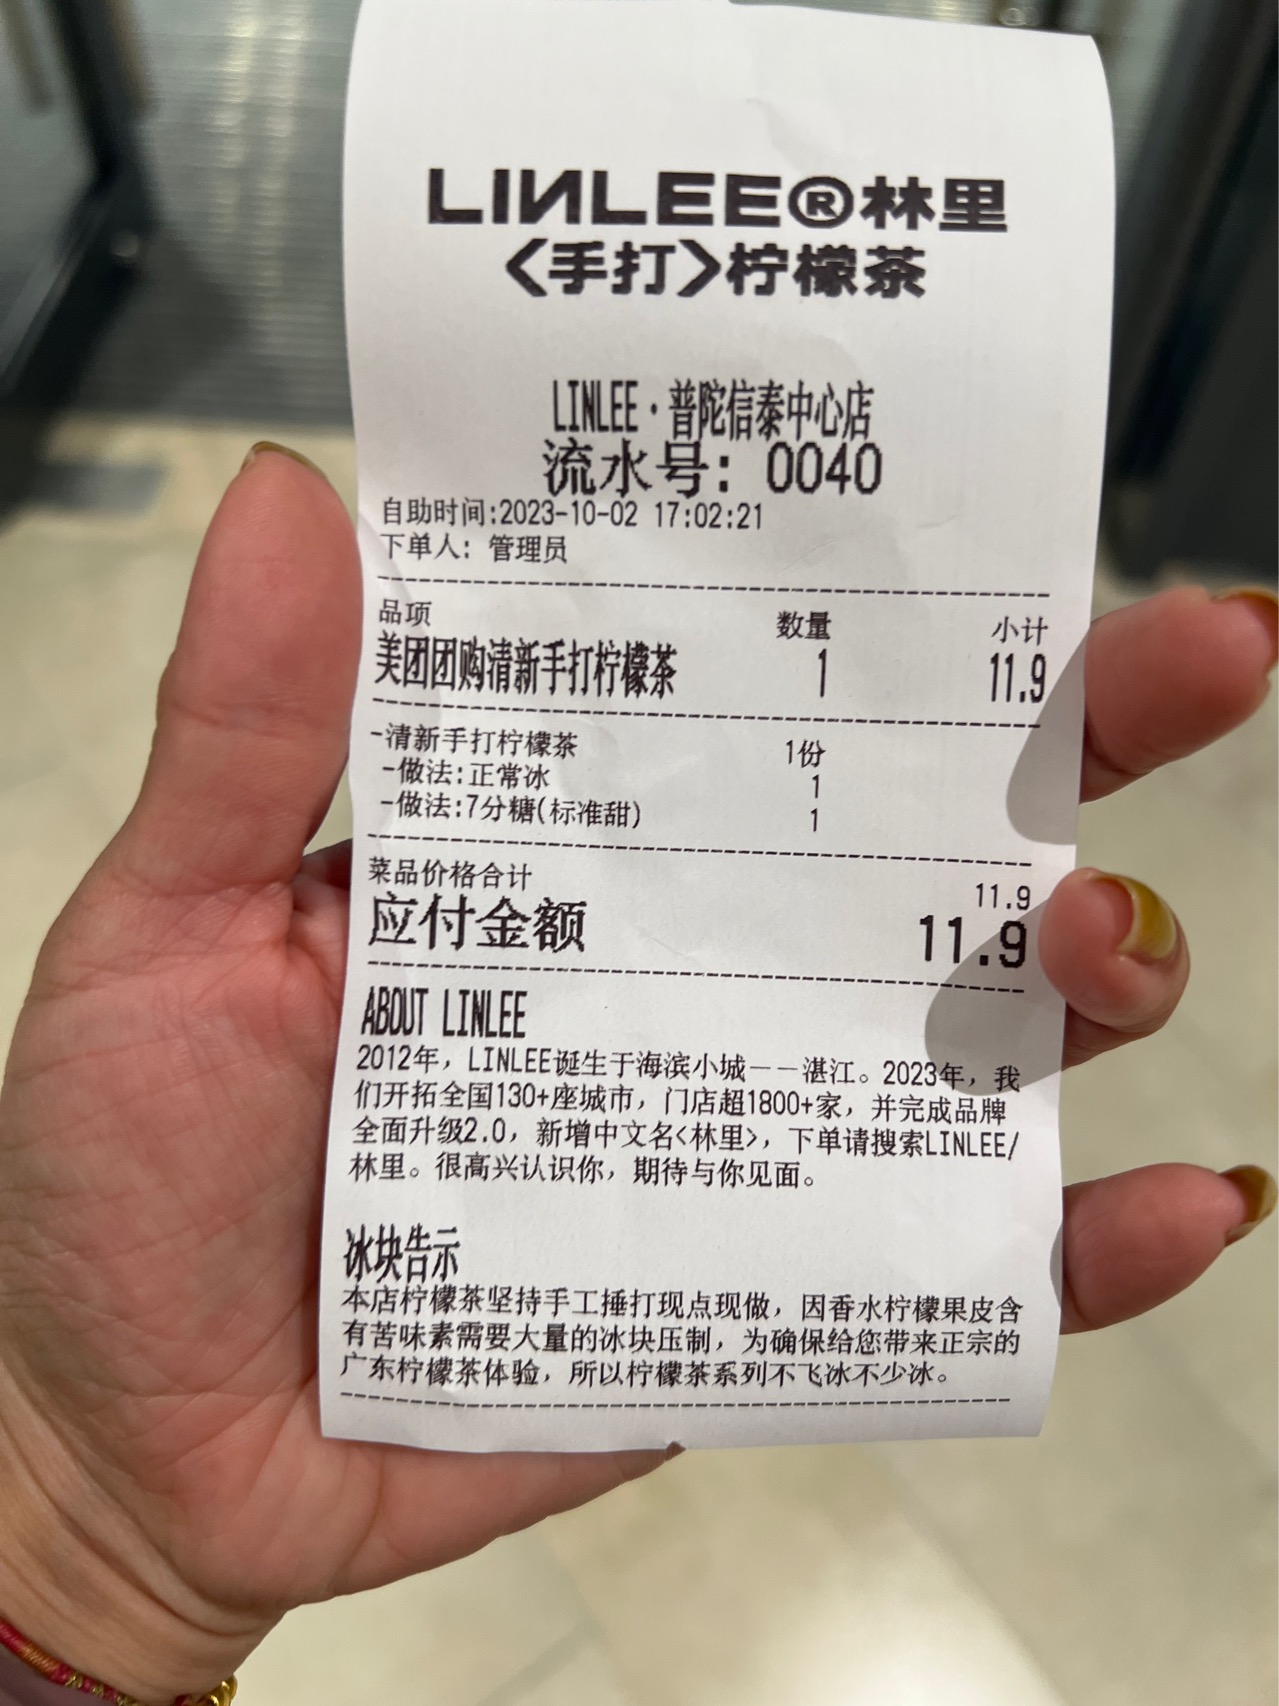 LINLEE®林里
<手打>柠檬茶
LINLEE·普陀信泰中心店
流水号: 0040
自助时间:2023-10-02 17:02:21
下单人: 管理员
品项 数量 小计
美团团购清新手打柠檬茶 1 11.9
-清新手打柠檬茶 1份
-做法:正常冰 1
-做法:7分糖(标准甜) 1
菜品价格合计 11.9
应付金额 11.9
ABOUT LINLEE
2012年，LINLEE诞生于海滨小城——湛江。2023年，我
们开拓全国130+座城市，门店超1800+家，并完成品牌
全面升级2.0，新增中文名<林里>，下单请搜索LINLEE/
林里。很高兴认识你，期待与你见面。
冰块告示
本店柠檬茶坚持手工捶打现点现做，因香水柠檬果皮含
有苦味素需要大量的冰块压制，为确保给您带来正宗的
广东柠檬茶体验，所以柠檬茶系列不飞冰不少冰。